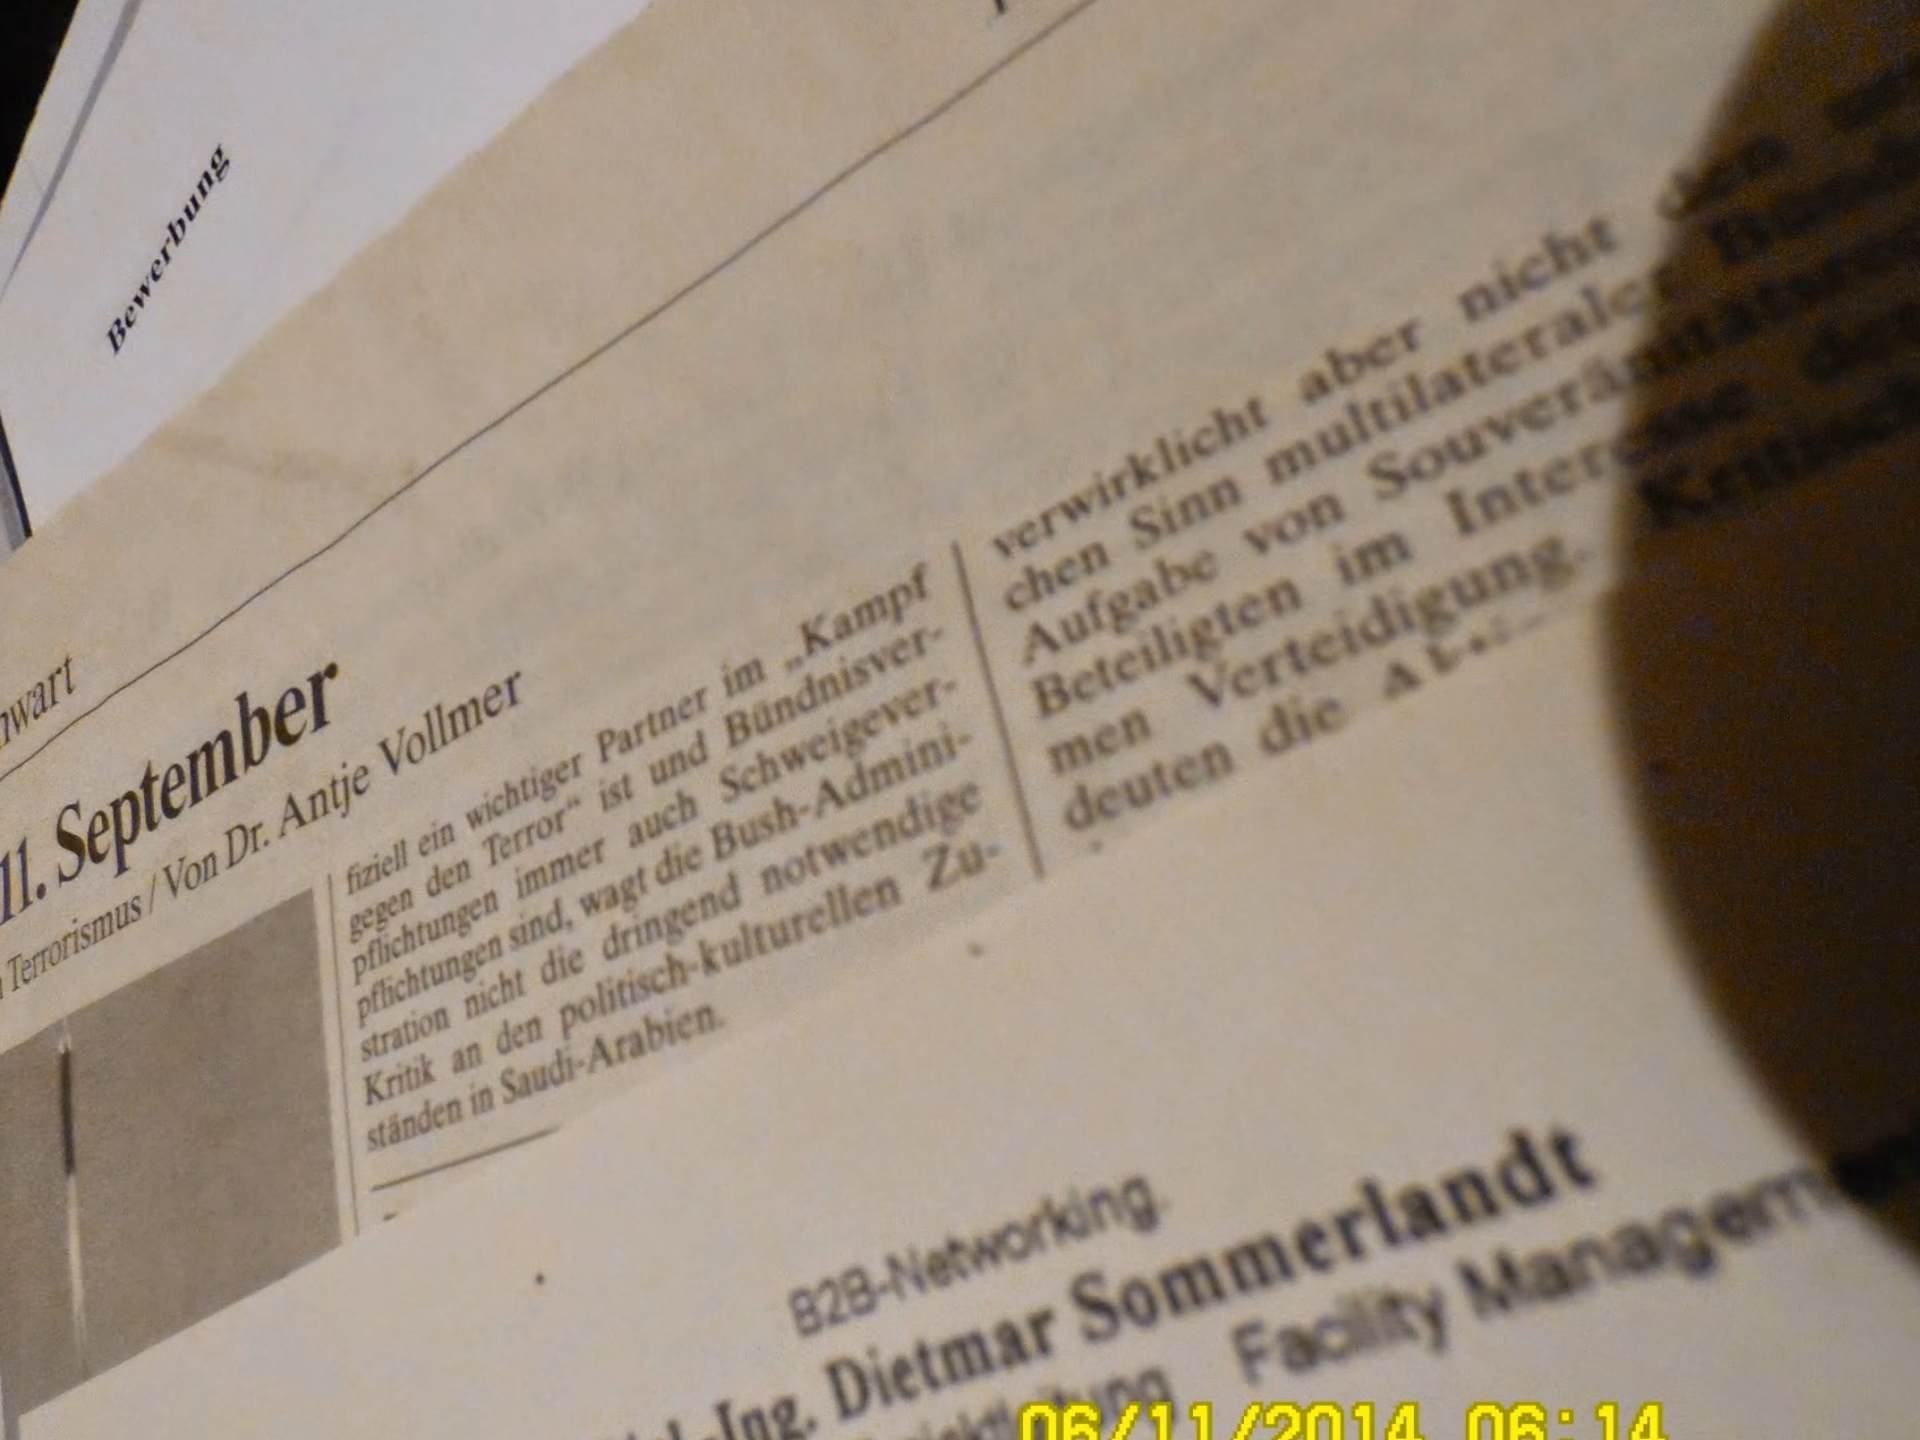 Bewerbung
nwart
11. September
Terrorismus / Von Dr. Antje Vollmer
fiziell ein wichtiger Partner im „Kampf
gegen den Terror“ ist und Bündnisver-
pflichtungen immer auch Schweigever-
pflichtungen sind, wagt die Bush-Admini-
stration nicht die dringend notwendige
Kritik an den politisch-kulturellen Zu-
ständen in Saudi-Arabien.
verwirklicht aber nicht
chen Sinn multilateraler
Aufgabe von
Beteiligten im
men Verteidigung.
deuten die
B2B-Networking.
Dietmar Sommerlandt
Facility
06/11/2014 06:14